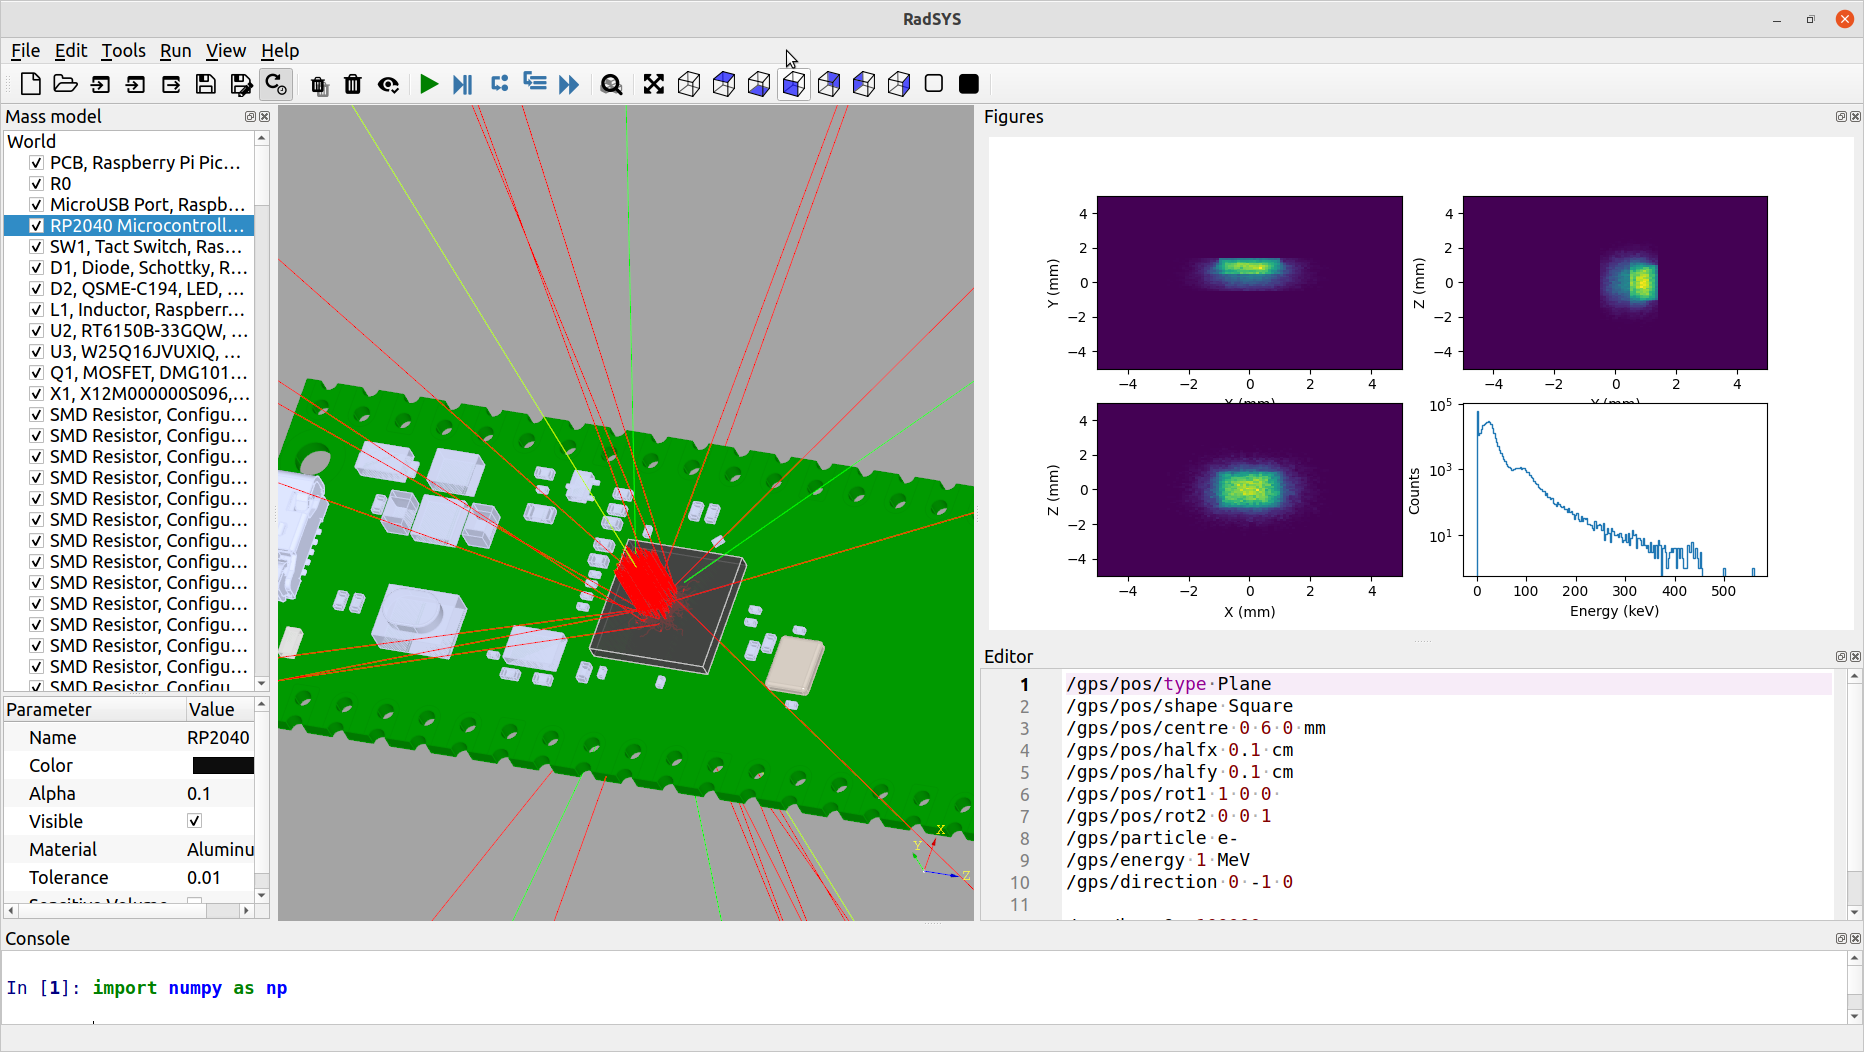 RadSYS
File Edit Tools Run View Help
Mass model
World
PCB, Raspberry Pi Pic...
R0
MicroUSB Port, Raspb...
RP2040 Microcontroll...
SW1, Tact Switch, Ras...
D1, Diode, Schottky, R...
D2, QSME-C194, LED, ...
L1, Inductor, Raspberr...
U2, RT6150B-33GQW, ...
U3, W25Q16JVUXIQ, ...
Q1, MOSFET, DMG101...
X1, X12M000000S096,...
SMD Resistor, Configu...
SMD Resistor, Configu...
SMD Resistor, Configu...
SMD Resistor, Configu...
SMD Resistor, Configu...
SMD Resistor, Configu...
SMD Resistor, Configu...
SMD Resistor, Configu...
SMD Resistor, Configu...
SMD Resistor, Configu...
SMD Resistor, Configu...
SMD Resistor, Configu...
SMD Resistor, Configu...
SMD Resistor, Configu
Parameter Value
Name RP2040
Color
Alpha 0.1
Visible
Material Aluminu
Tolerance 0.01
X
Y
Z
Figures
4 2 0 −2 −4
Y (mm)
−4 −2 0 2 4
X (mm)
4 2 0 −2 −4
Z (mm)
−4 −2 0 2 4
4 2 0 −2 −4
Z (mm)
−4 −2 0 2 4
X (mm)
10⁵ 10³ 10¹
Counts
0 100 200 300 400 500
Energy (keV)
Editor
1 /gps/pos/type·Plane
2 /gps/pos/shape·Square
3 /gps/pos/centre·0·6·0·mm
4 /gps/pos/halfx·0.1·cm
5 /gps/pos/halfy·0.1·cm
6 /gps/pos/rot1·1·0·0·
7 /gps/pos/rot2·0·0·1
8 /gps/particle·e-
9 /gps/energy·1·MeV
10 /gps/direction·0·-1·0
11
Console
In [1]: import numpy as np